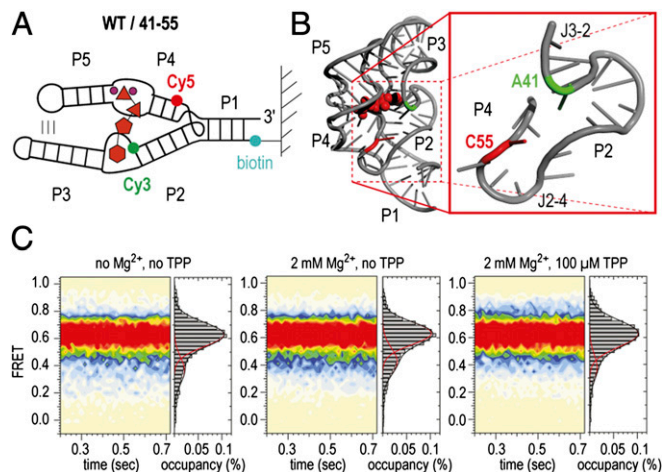 A
WT / 41-55
P5
P4
Cy5
P1
3'
biotin
Cy3
P3
P2
B
P5
P3
P4
P2
P1
J3-2
A41
P4
C55
P2
J2-4
C
no Mg²⁺, no TPP
2 mM Mg²⁺, no TPP
2 mM Mg²⁺, 100 µM TPP
FRET
1.0
0.8
0.6
0.4
0.2
0.0
0.3 0.5 0.7 0.05 0.1
0.3 0.5 0.7 0.05 0.1
0.3 0.5 0.7 0.05 0.1
time (sec) occupancy (%)
time (sec) occupancy (%)
time (sec) occupancy (%)